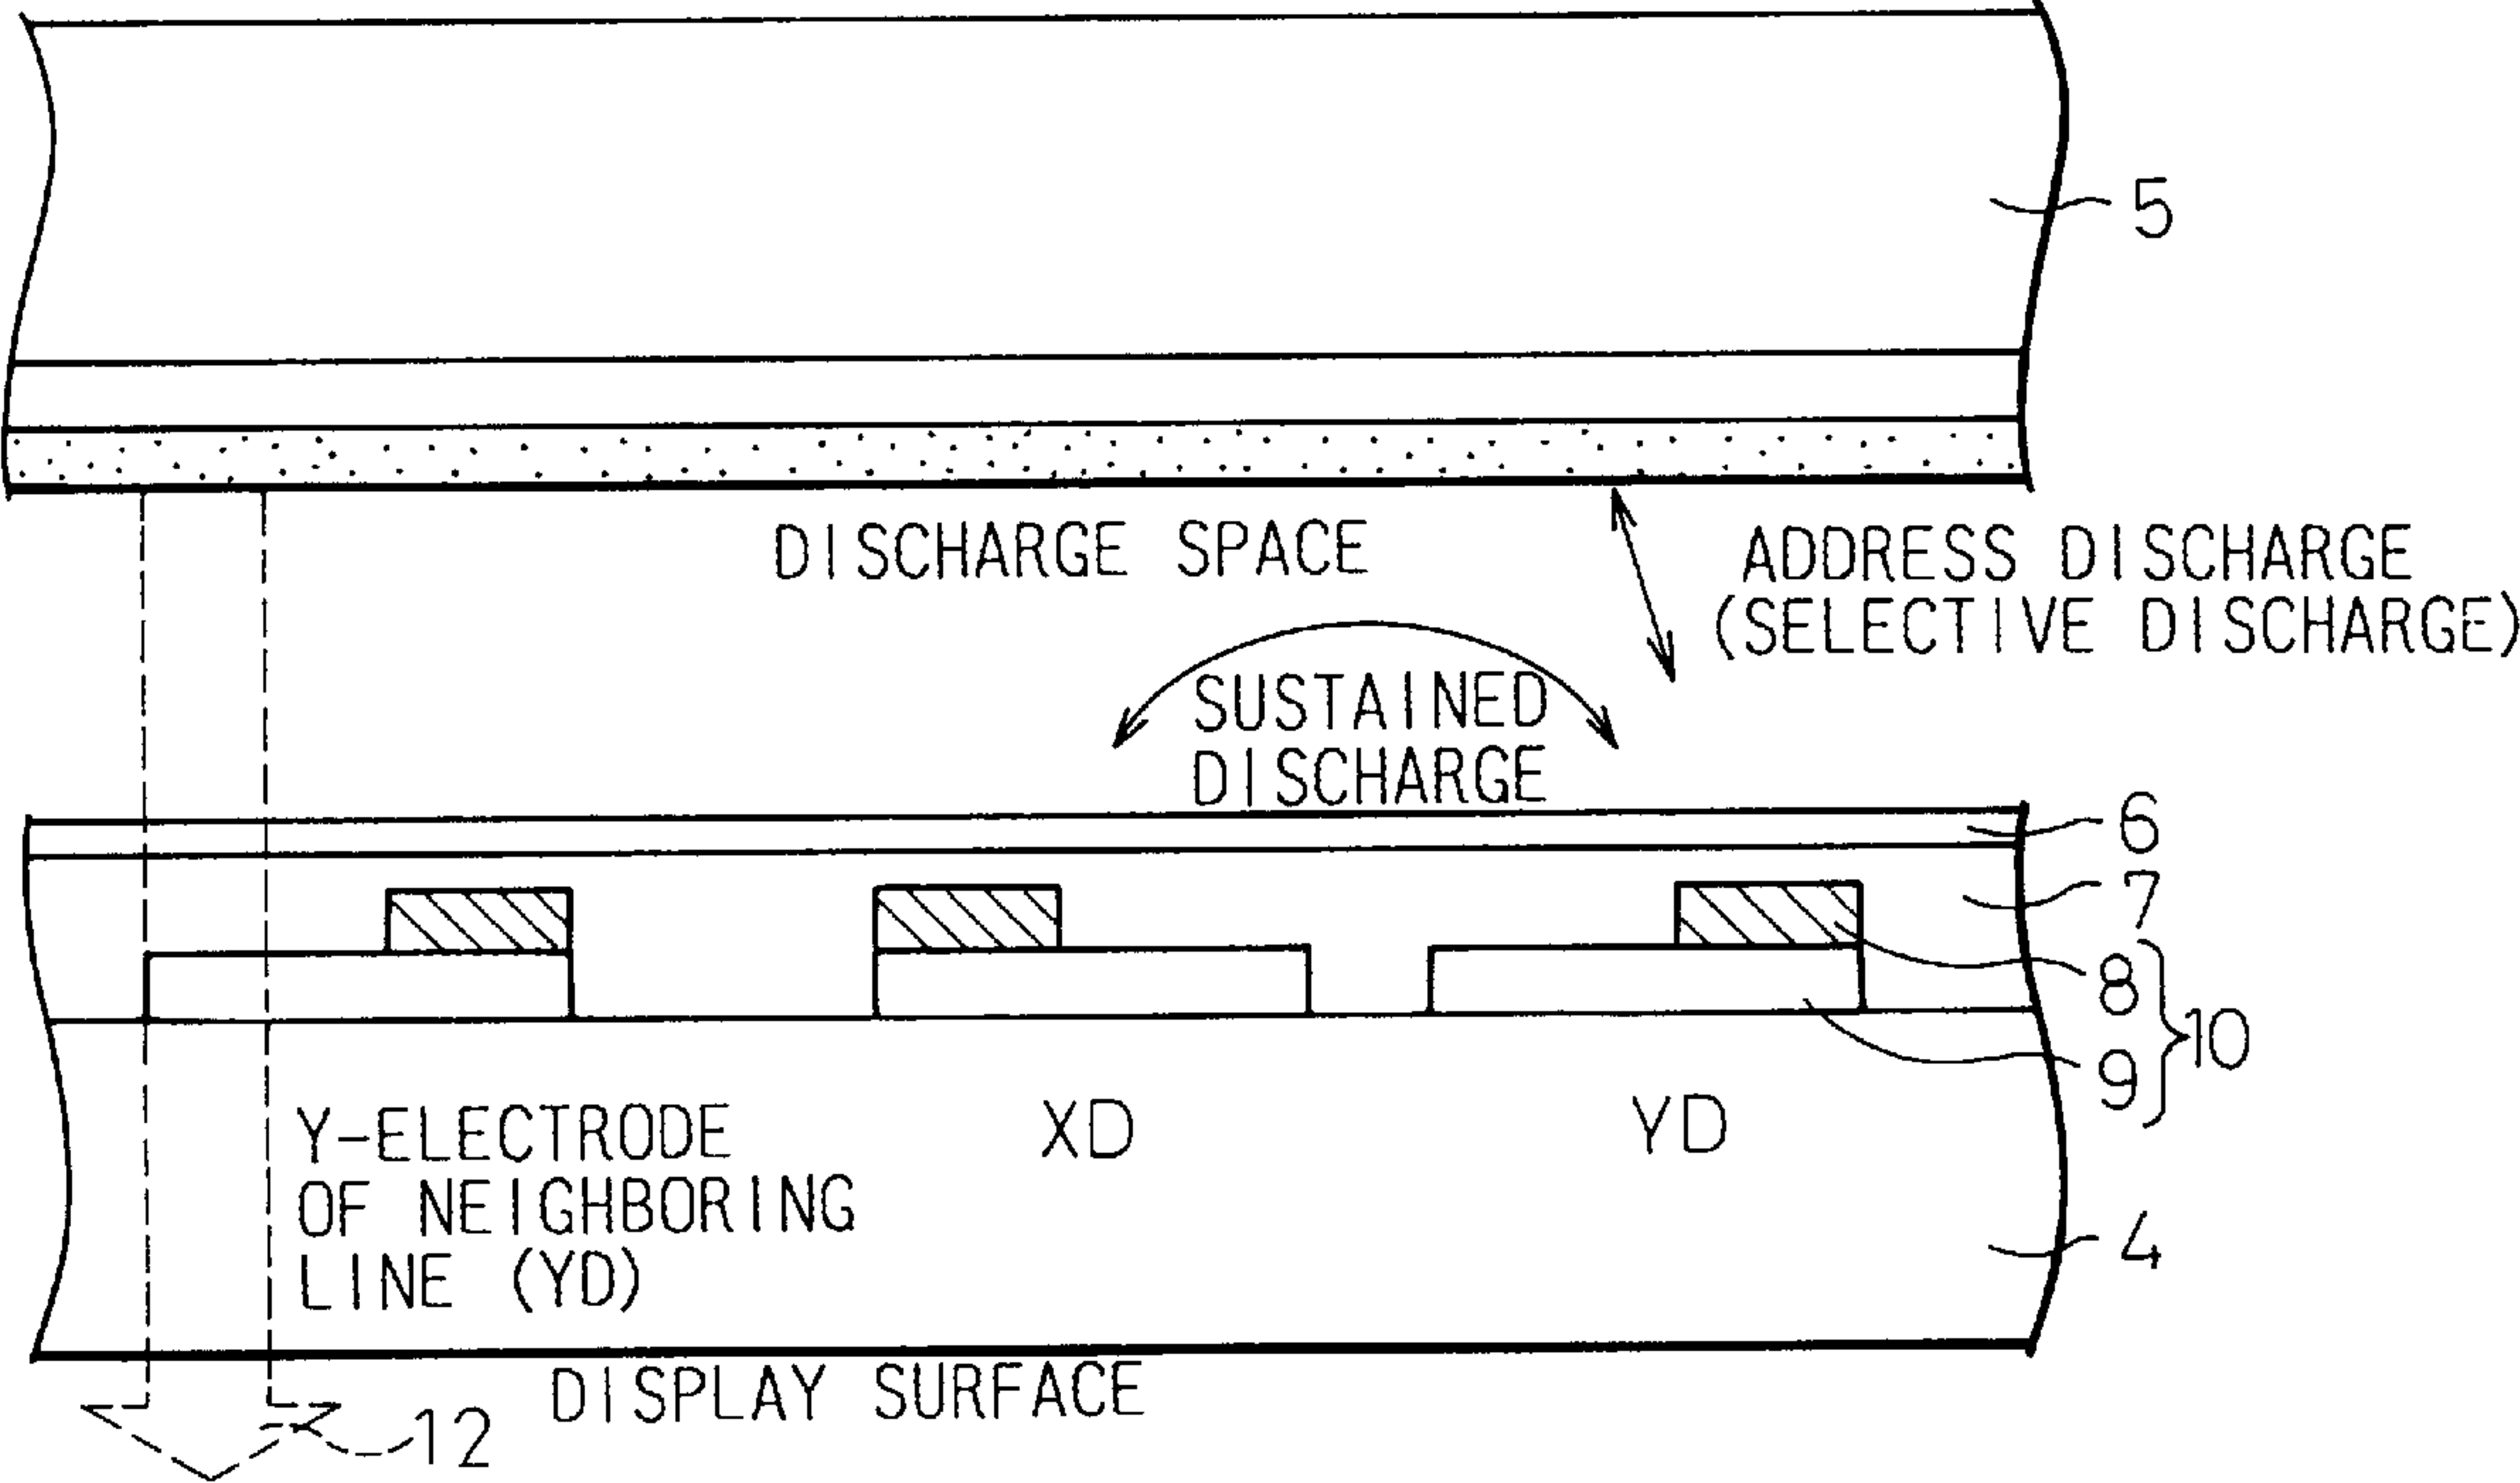 5
DISCHARGE SPACE
ADDRESS DISCHARGE
(SELECTIVE DISCHARGE)
SUSTAINED
DISCHARGE
6
7
8
10
9
Y-ELECTRODE
OF NEIGHBORING
LINE (YD)
XD
YD
4
DISPLAY SURFACE
12